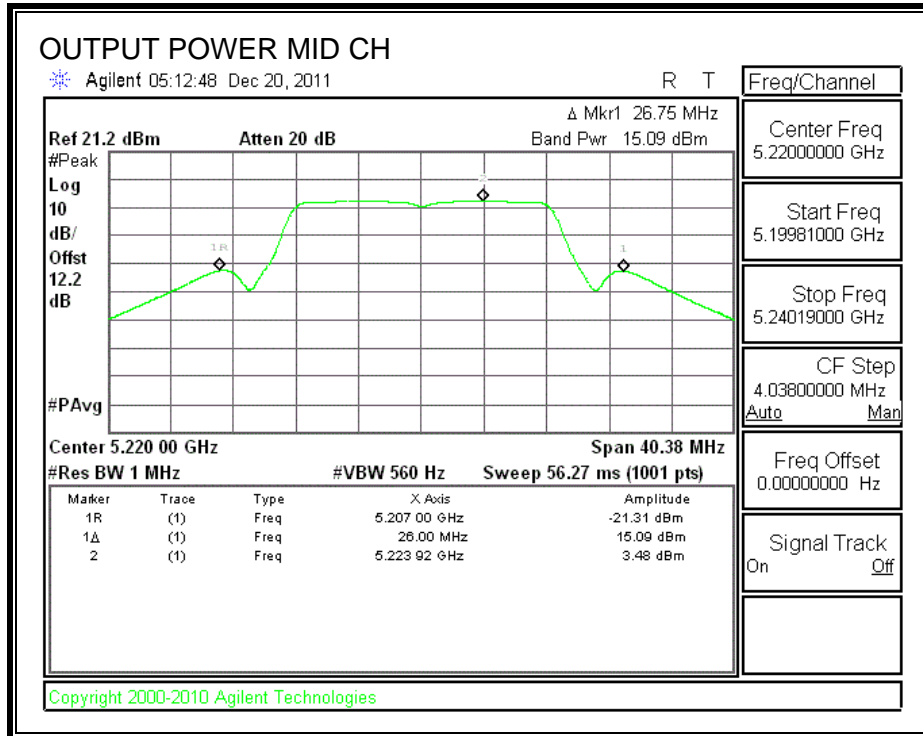 OUTPUT POWER MID CH
Agilent 05:12:48 Dec 20, 2011 R T
Δ Mkr1 26.75 MHz
Ref 21.2 dBm Atten 20 dB Band Pwr 15.09 dBm
#Peak
Log
10
dB/
Offst
12.2
dB
#PAvg
1R
2
1
Center 5.220 00 GHz Span 40.38 MHz
#Res BW 1 MHz #VBW 560 Hz Sweep 56.27 ms (1001 pts)
Marker Trace Type X Axis Amplitude
1R (1) Freq 5.207 00 GHz -21.31 dBm
1Δ (1) Freq 26.00 MHz 15.09 dBm
2 (1) Freq 5.223 92 GHz 3.48 dBm
Freq/Channel
Center Freq
5.22000000 GHz
Start Freq
5.19981000 GHz
Stop Freq
5.24019000 GHz
CF Step
4.03800000 MHz
Auto Man
Freq Offset
0.00000000 Hz
Signal Track
On Off
Copyright 2000-2010 Agilent Technologies